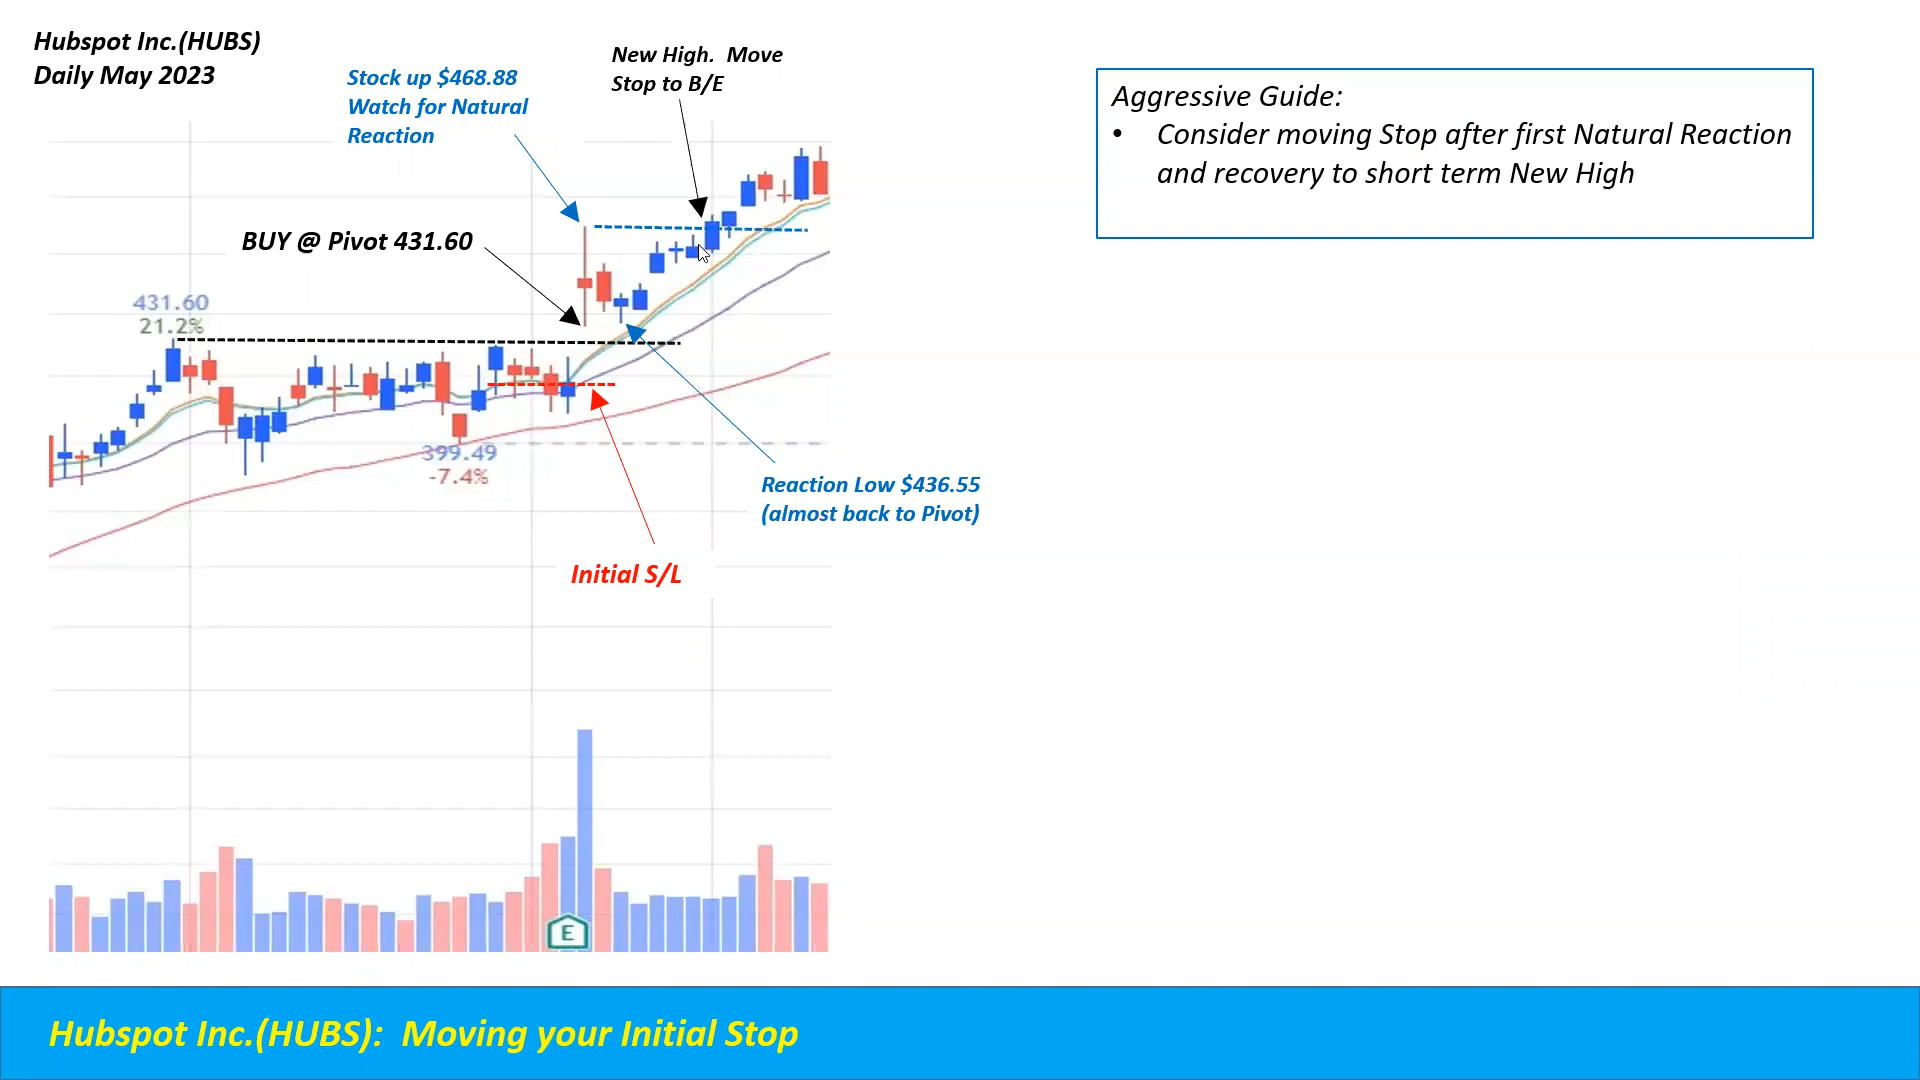 Hubspot Inc.(HUBS)
Daily May 2023
Stock up $468.88
Watch for Natural
Reaction
New High.  Move
Stop to B/E
Aggressive Guide:
• Consider moving Stop after first Natural Reaction
and recovery to short term New High
BUY @ Pivot 431.60
431.60
21.2%
399.49
-7.4%
Reaction Low $436.55
(almost back to Pivot)
Initial S/L
E
Hubspot Inc.(HUBS):  Moving your Initial Stop